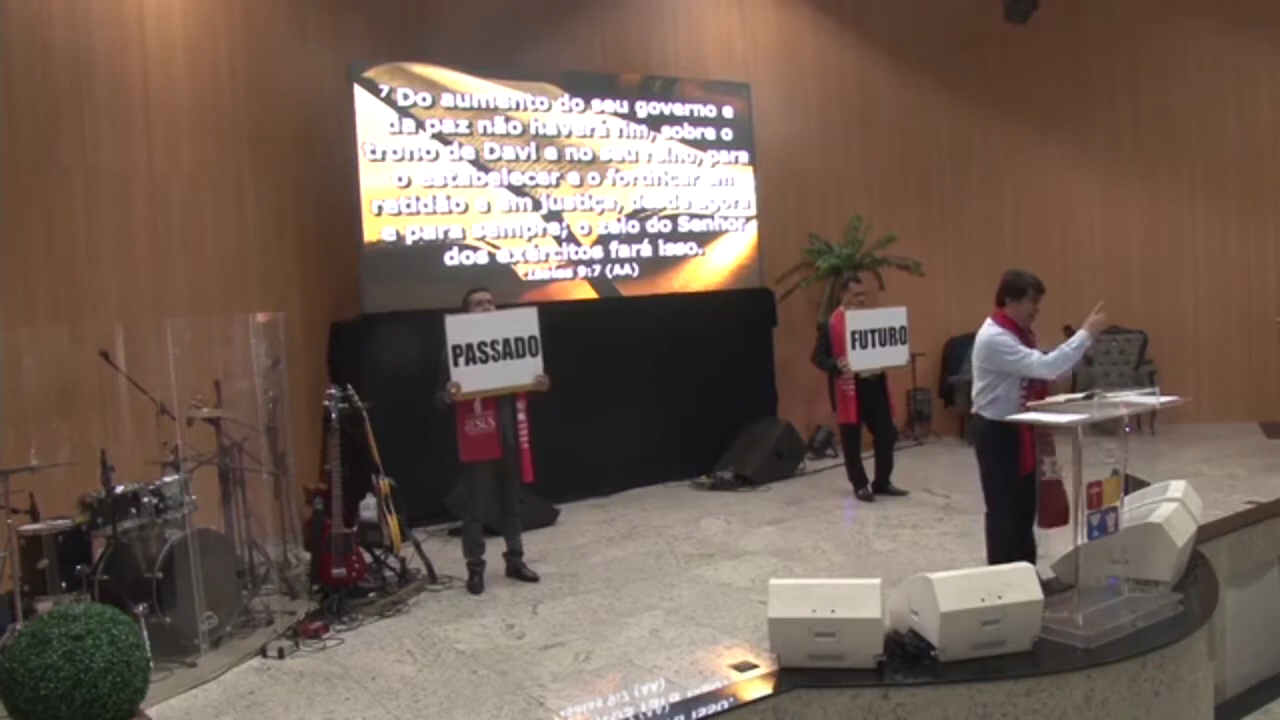 7 Do aumento do seu governo e
da paz não haverá fim, sobre o
trono de Davi e no seu reino, para
o estabelecer e o fortificar em
retidão e em justiça, desde agora
e para sempre; o zelo do Senhor
dos exércitos fará isso.
Isaías 9:7 (AA)
PASSADO
FUTURO
JESUS